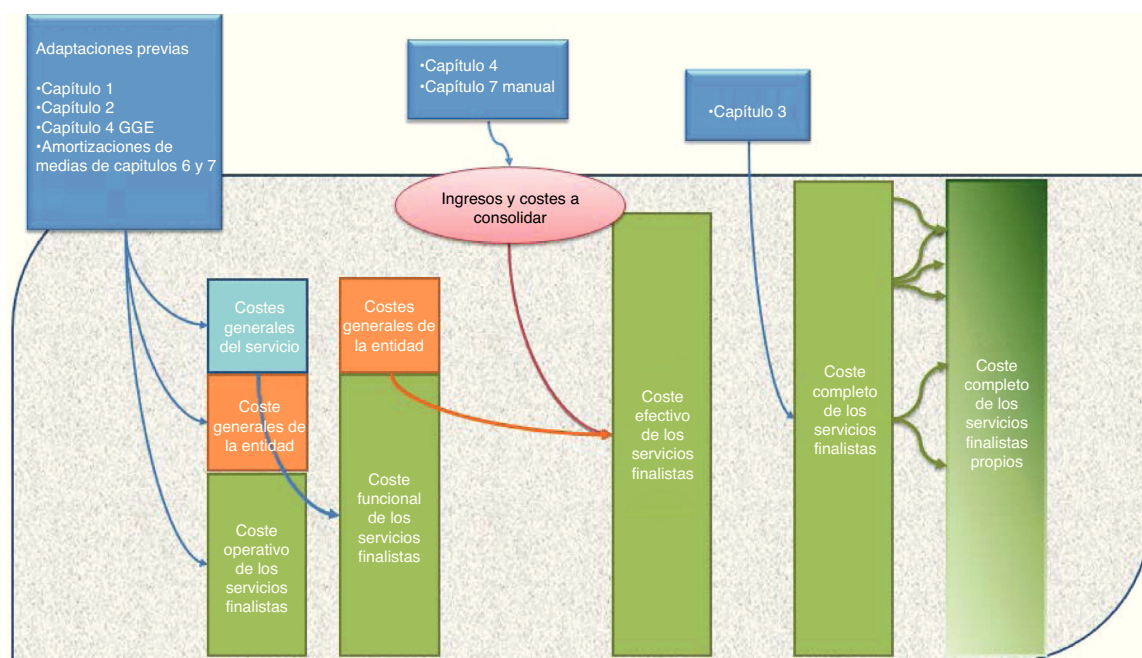 Adaptaciones previas
•Capítulo 1
•Capítulo 2
•Capítulo 4 GGE
•Amortizaciones de
medias de capitulos 6 y 7
•Capítulo 4
•Capítulo 7 manual
•Capítulo 3
Ingresos y costes a
consolidar
Costes
generales
del servicio
Coste
generales de
la entidad
Coste
operativo
de los
servicios
finalistas
Costes
generales de
la entidad
Coste
funcional
de los
servicios
finalistas
Coste
efectivo
de los
servicios
finalistas
Coste
completo
de los
servicios
finalistas
Coste
completo
de los
servicios
finalistas
propios